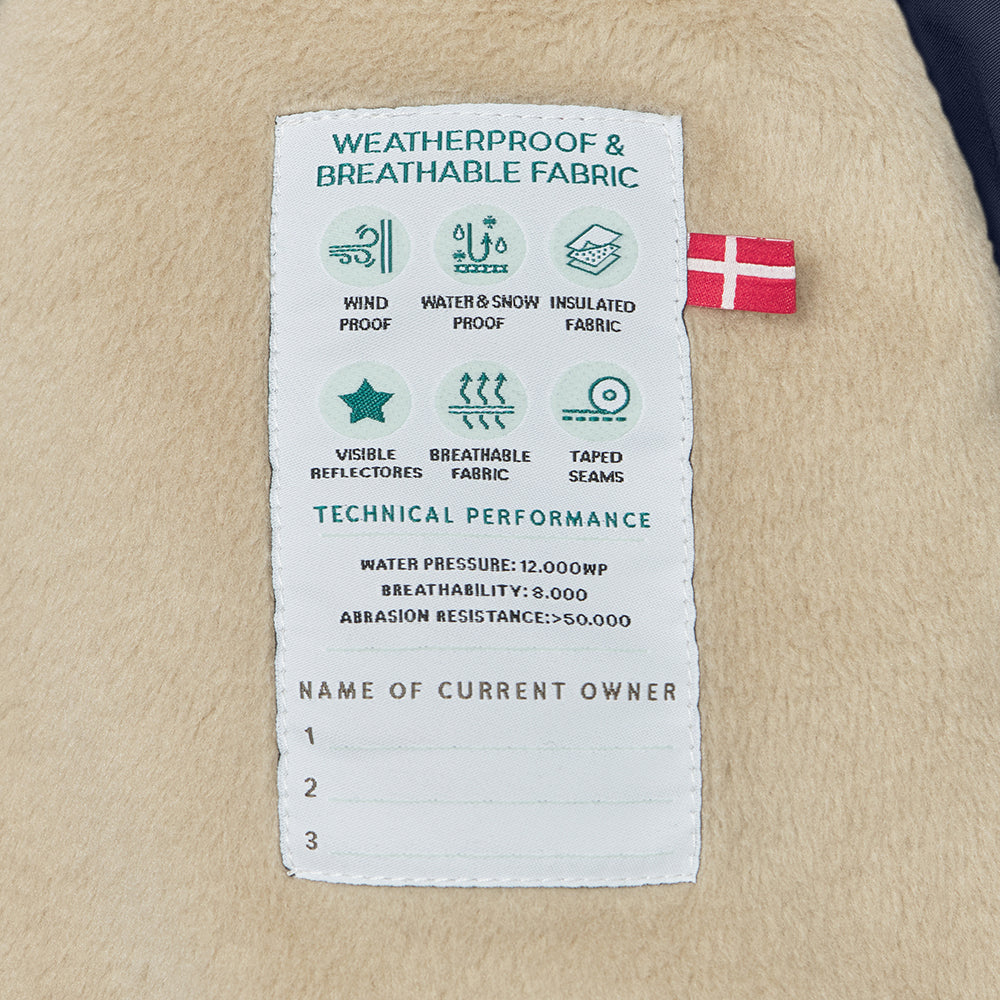 WEATHERPROOF &
BREATHABLE FABRIC
WIND
PROOF
WATER & SNOW
PROOF
INSULATED
FABRIC
VISIBLE
REFLECTORES
BREATHABLE
FABRIC
TAPED
SEAMS
TECHNICAL PERFORMANCE
WATER PRESSURE: 12.000WP
BREATHABILITY: 8.000
ABRASION RESISTANCE:>50.000
NAME OF CURRENT OWNER
1
2
3